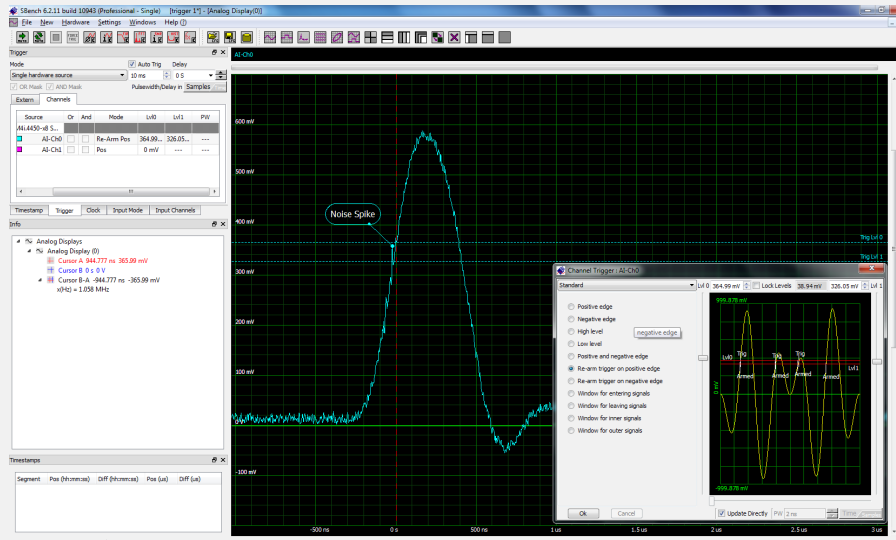 SBench 6.2.11 build 10943 (Professional - Single) [trigger 1*] - [Analog Display(0)]
File New Hardware Settings Windows Help (?)
Trigger
Mode Auto Trig Delay
Single hardware source 10 ms 0 S
OR Mask AND Mask Pulsewidth/Delay in Samples
Extern Channels
Source Or And Mode Lvl0 Lvl1 PW
M4i.4450-x8 S...
AI-Ch0 Re-Arm Pos 364.99... 326.05... ---
AI-Ch1 Pos 0 mV --- ---
Timestamp Trigger Clock Input Mode Input Channels
Info
Analog Displays
Analog Display (0)
Cursor A 944.777 ns 365.99 mV
Cursor B 0 s 0 V
Cursor B-A -944.777 ns -365.99 mV
x(Hz) = 1.058 MHz
Timestamps
Segment Pos (hh:mm:ss) Diff (hh:mm:ss) Pos (us) Diff (us)
AI-Ch0
600 mV
500 mV
400 mV
300 mV
200 mV
100 mV
0 V
-100 mV
Noise Spike
Trig Lvl 0
Trig Lvl 1
-500 ns 0 s 500 ns 1 us 1.5 us 2 us 2.5 us 3 us
Channel Trigger : AI-Ch0
Standard Lvl 0 364.99 mV Lock Levels 38.94 mV 326.05 mV Lvl 1
Positive edge
Negative edge
High level
negative edge
Low level
Positive and negative edge
Re-arm trigger on positive edge
Re-arm trigger on negative edge
Window for entering signals
Window for leaving signals
Window for inner signals
Window for outer signals
999.878 mV
Lvl0 Trig Trig Trig
Lvl1
Armed Armed Armed Armed
0 mV
-999.878 mV
Ok Cancel Update Directly PW 2 ns Time